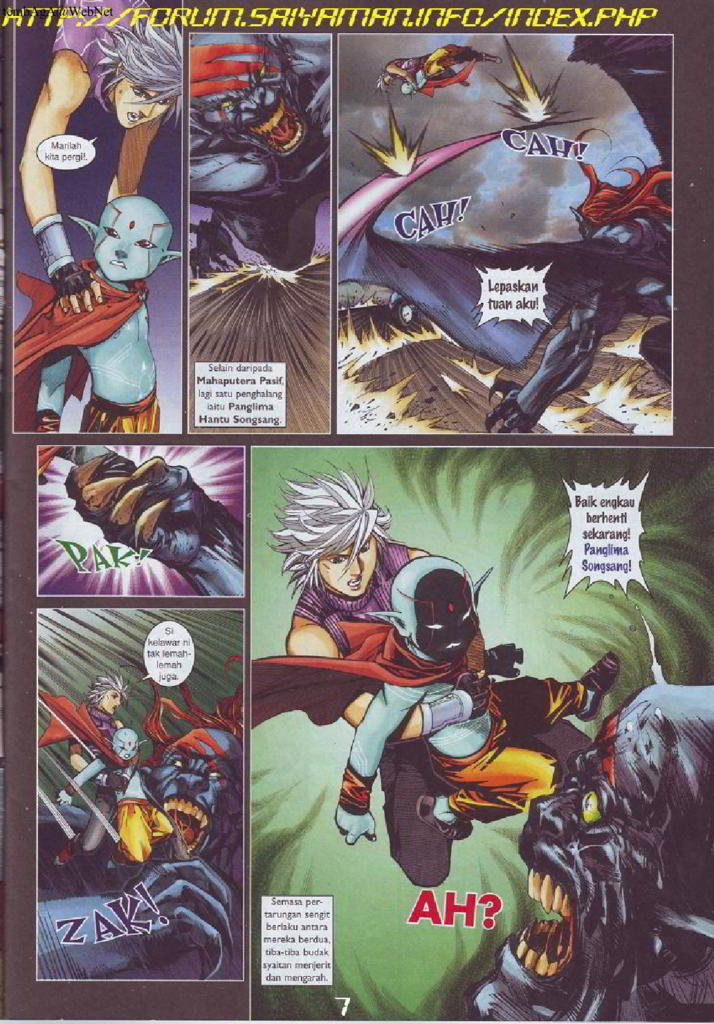 HTTP://FORUM.SAIYAMAN.INFO/INDEX.PHP
Marilah
kita pergi!.
Selain daripada
Mahaputera Pasif,
lagi satu penghalang
iaitu Panglima
Hantu Songsang.
CAH!
CAH!
Lepaskan
tuan aku!
PAK!
Si
kelawar ni
tak lemah-
lemah
juga.
ZAK!
Baik engkau
berhenti
sekarang!
Panglima
Songsang!
AH?
Semasa per-
tarungan sengit
berlaku antara
mereka berdua,
tiba-tiba budak
syaitan menjerit
dan mengarah.
7